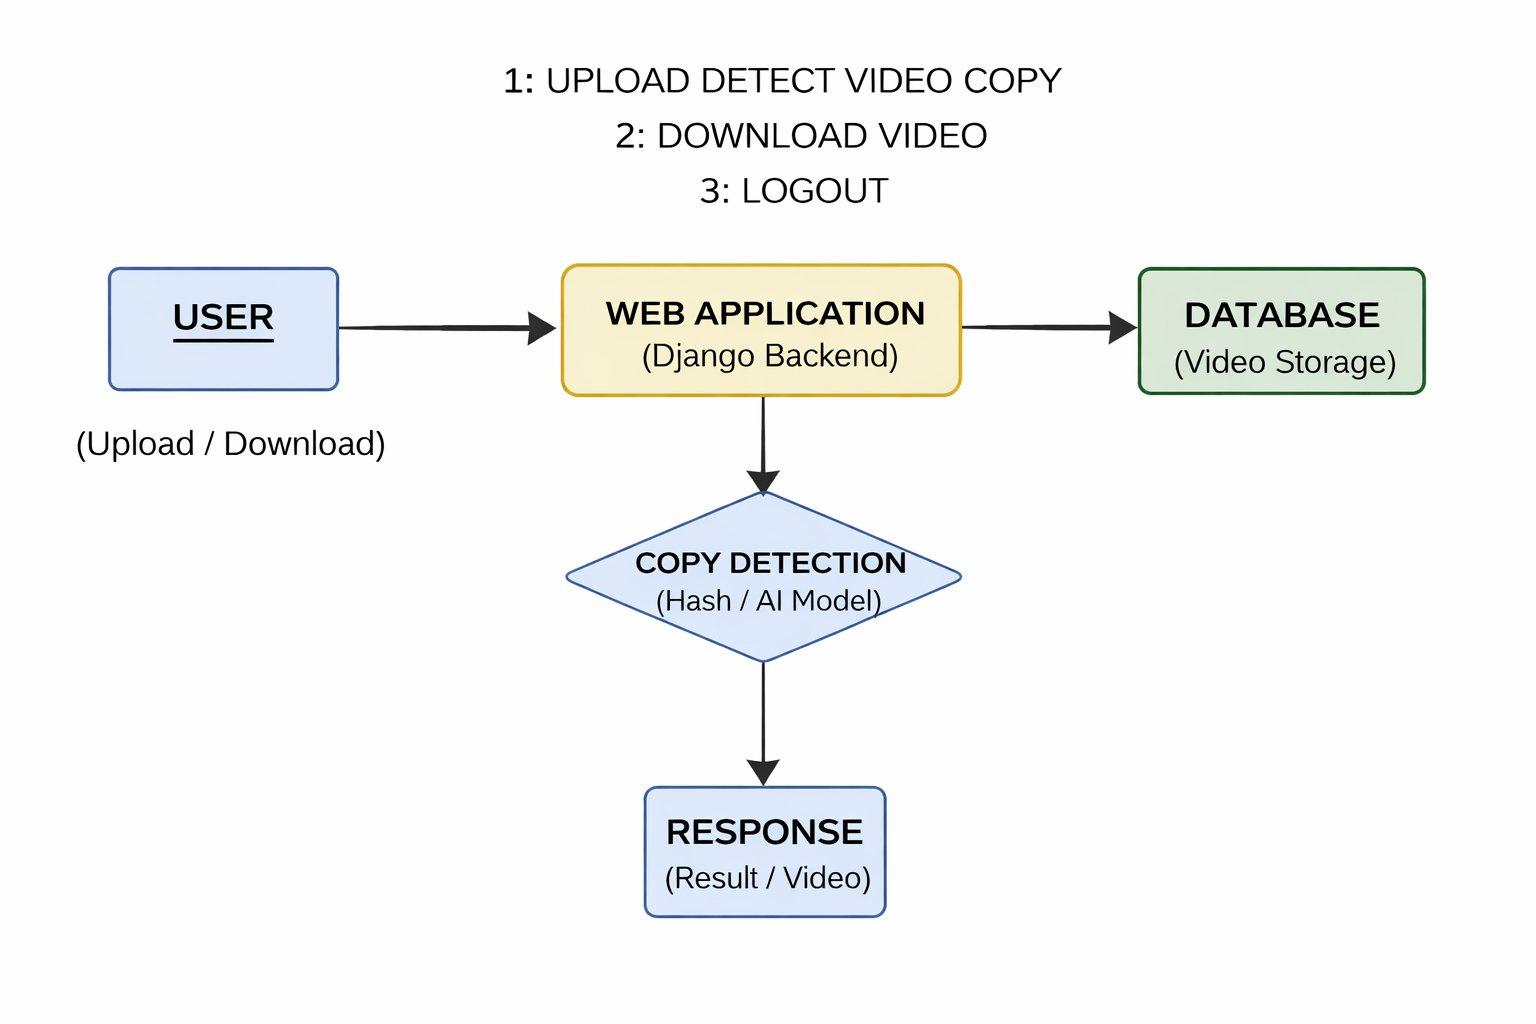 1: UPLOAD DETECT VIDEO COPY
2: DOWNLOAD VIDEO
3: LOGOUT
USER
(Upload / Download)
WEB APPLICATION
(Django Backend)
DATABASE
(Video Storage)
COPY DETECTION
(Hash / AI Model)
RESPONSE
(Result / Video)